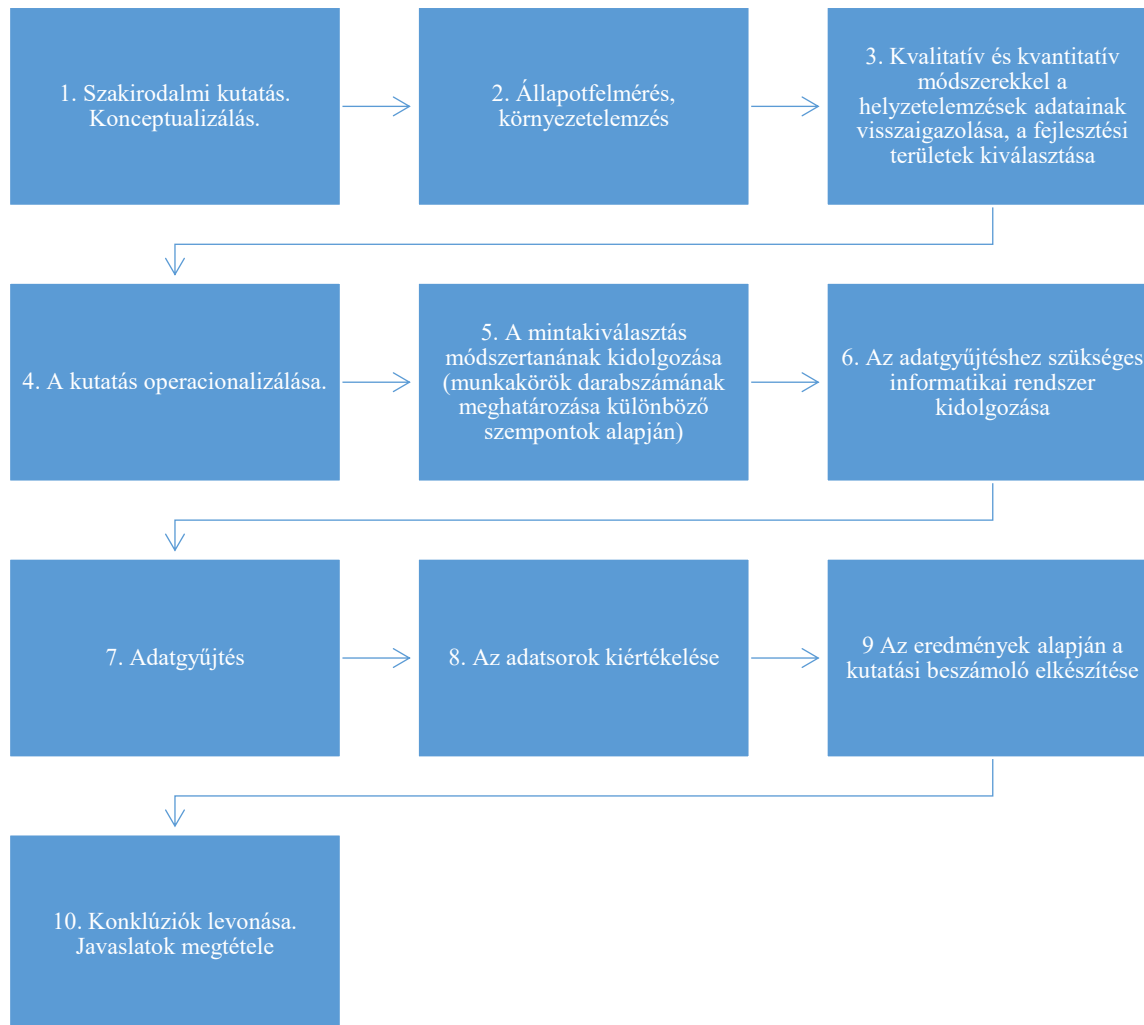 1. Szakirodalmi kutatás.
Konceptualizálás.
2. Állapotfelmérés,
környezetelemzés
3. Kvalitatív és kvantitatív
módszerekkel a
helyzetelemzések adatainak
visszaigazolása, a fejlesztési
területek kiválasztása
4. A kutatás operacionalizálása.
5. A mintakiválasztás
módszertanának kidolgozása
(munkakörök darabszámának
meghatározása különböző
szempontok alapján)
6. Az adatgyűjtéshez szükséges
informatikai rendszer
kidolgozása
7. Adatgyűjtés
8. Az adatsorok kiértékelése
9 Az eredmények alapján a
kutatási beszámoló elkészítése
10. Konklúziók levonása.
Javaslatok megtétele